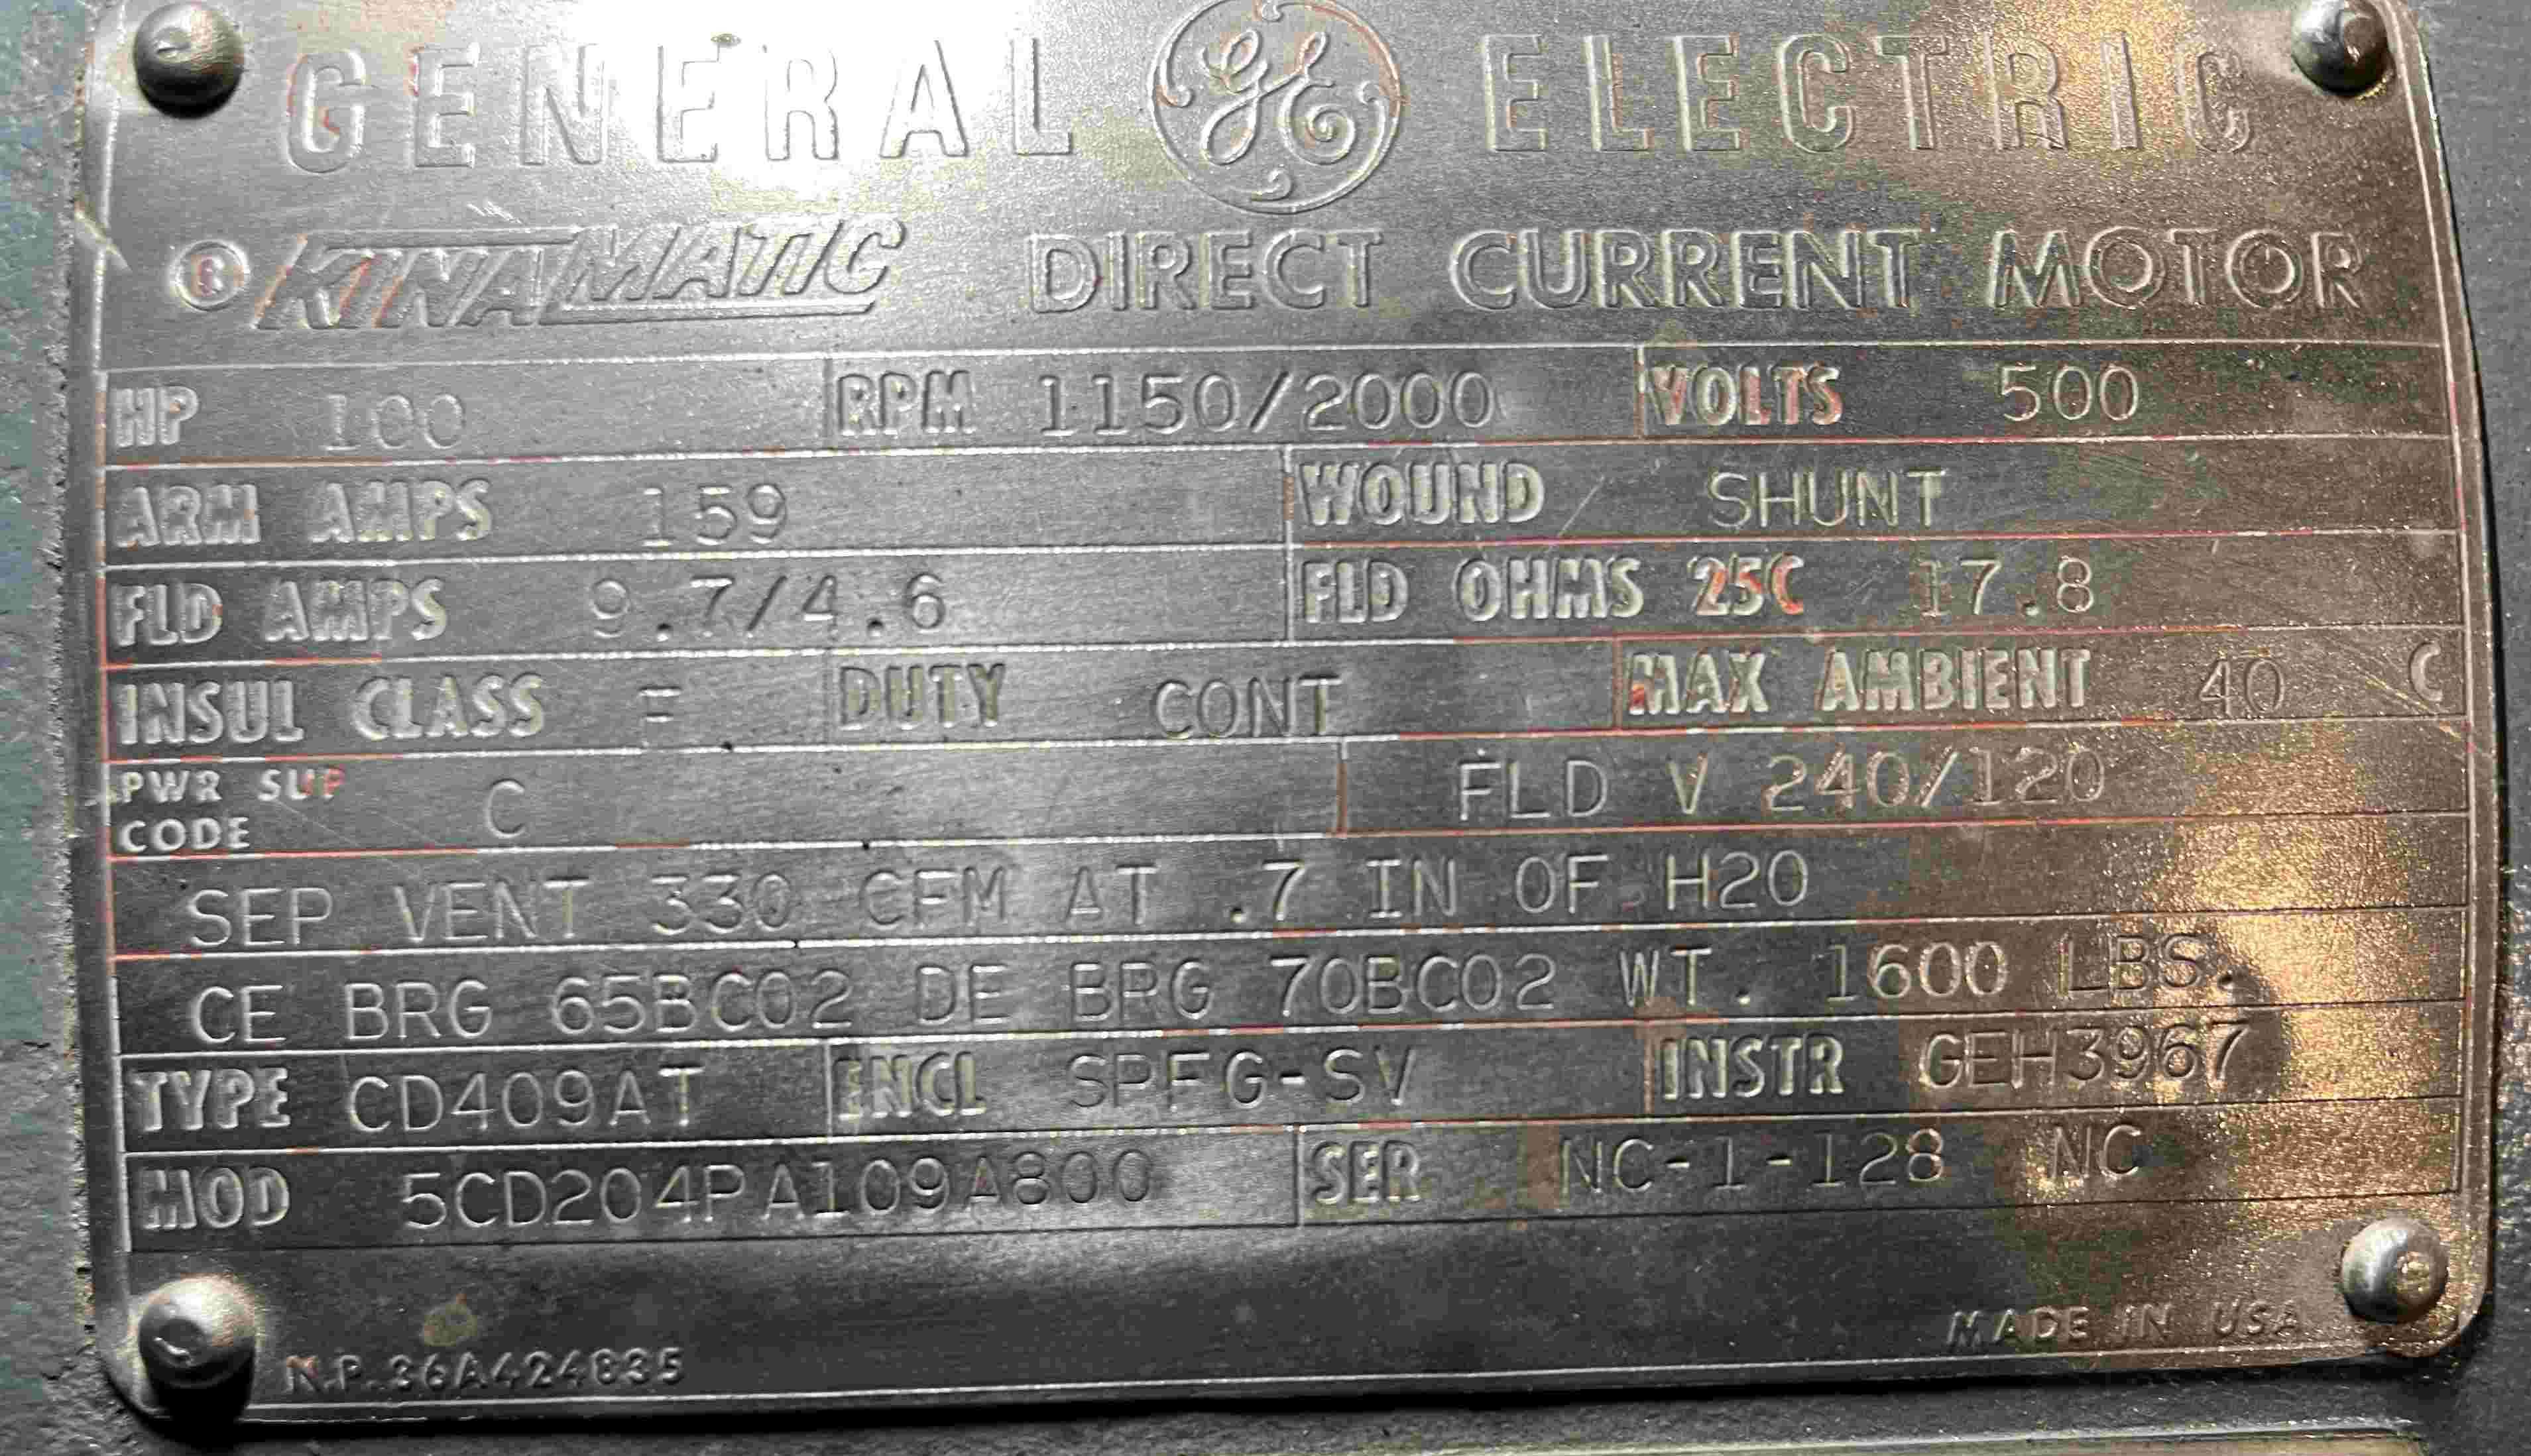 GENERAL GE ELECTRIC
® KINAMATIC DIRECT CURRENT MOTOR
HP 100 RPM 1150/2000 VOLTS 500
ARM AMPS 159 WOUND SHUNT
FLD AMPS 9.7/4.6 FLD OHMS 25C 17.8
INSUL CLASS F DUTY CONT MAX AMBIENT 40 C
PWR SUP CODE C FLD V 240/120
SEP VENT 330 CFM AT .7 IN OF H2O
CE BRG 65BC02 DE BRG 70BC02 WT. 1600 LBS.
TYPE CD409AT ENCL SPFG-SV INSTR GEH3967
MOD 5CD204PA109A800 SER NC-1-128 NC
MADE IN USA
N.P. 36A424835